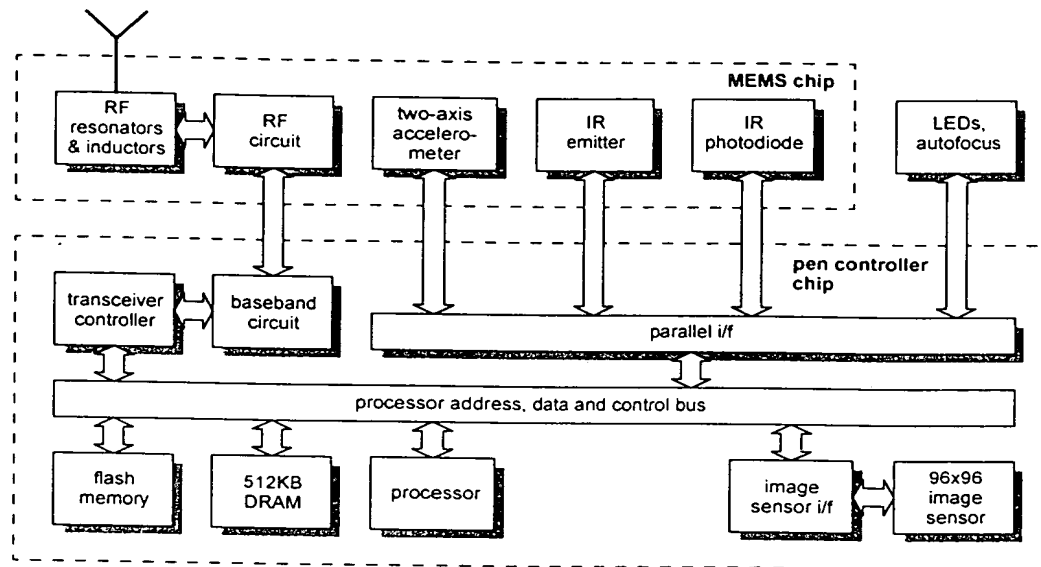 MEMS chip
RF
resonators
& inductors
RF
circuit
two-axis
accelero-
meter
IR
emitter
IR
photodiode
LEDs,
autofocus
pen controller
chip
transceiver
controller
baseband
circuit
parallel i/f
processor address, data and control bus
flash
memory
512KB
DRAM
processor
image
sensor i/f
96x96
image
sensor